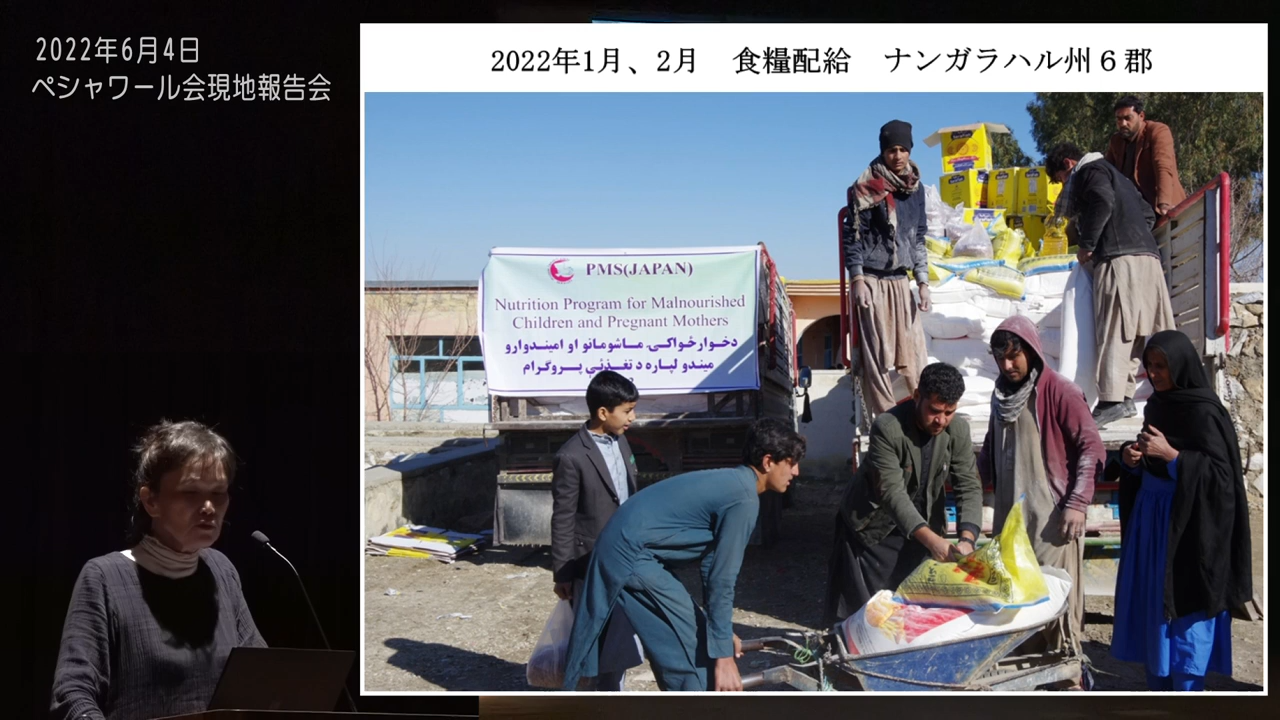 2022年6月4日
ペシャワール会現地報告会
2022年1月、2月　食糧配給　ナンガラハル州６郡
PMS(JAPAN)
Nutrition Program for Malnourished
Children and Pregnant Mothers
دخوارځواکۍ ماشومانو او امیندوارو
میندو لپاره د تغذئې پروګرام